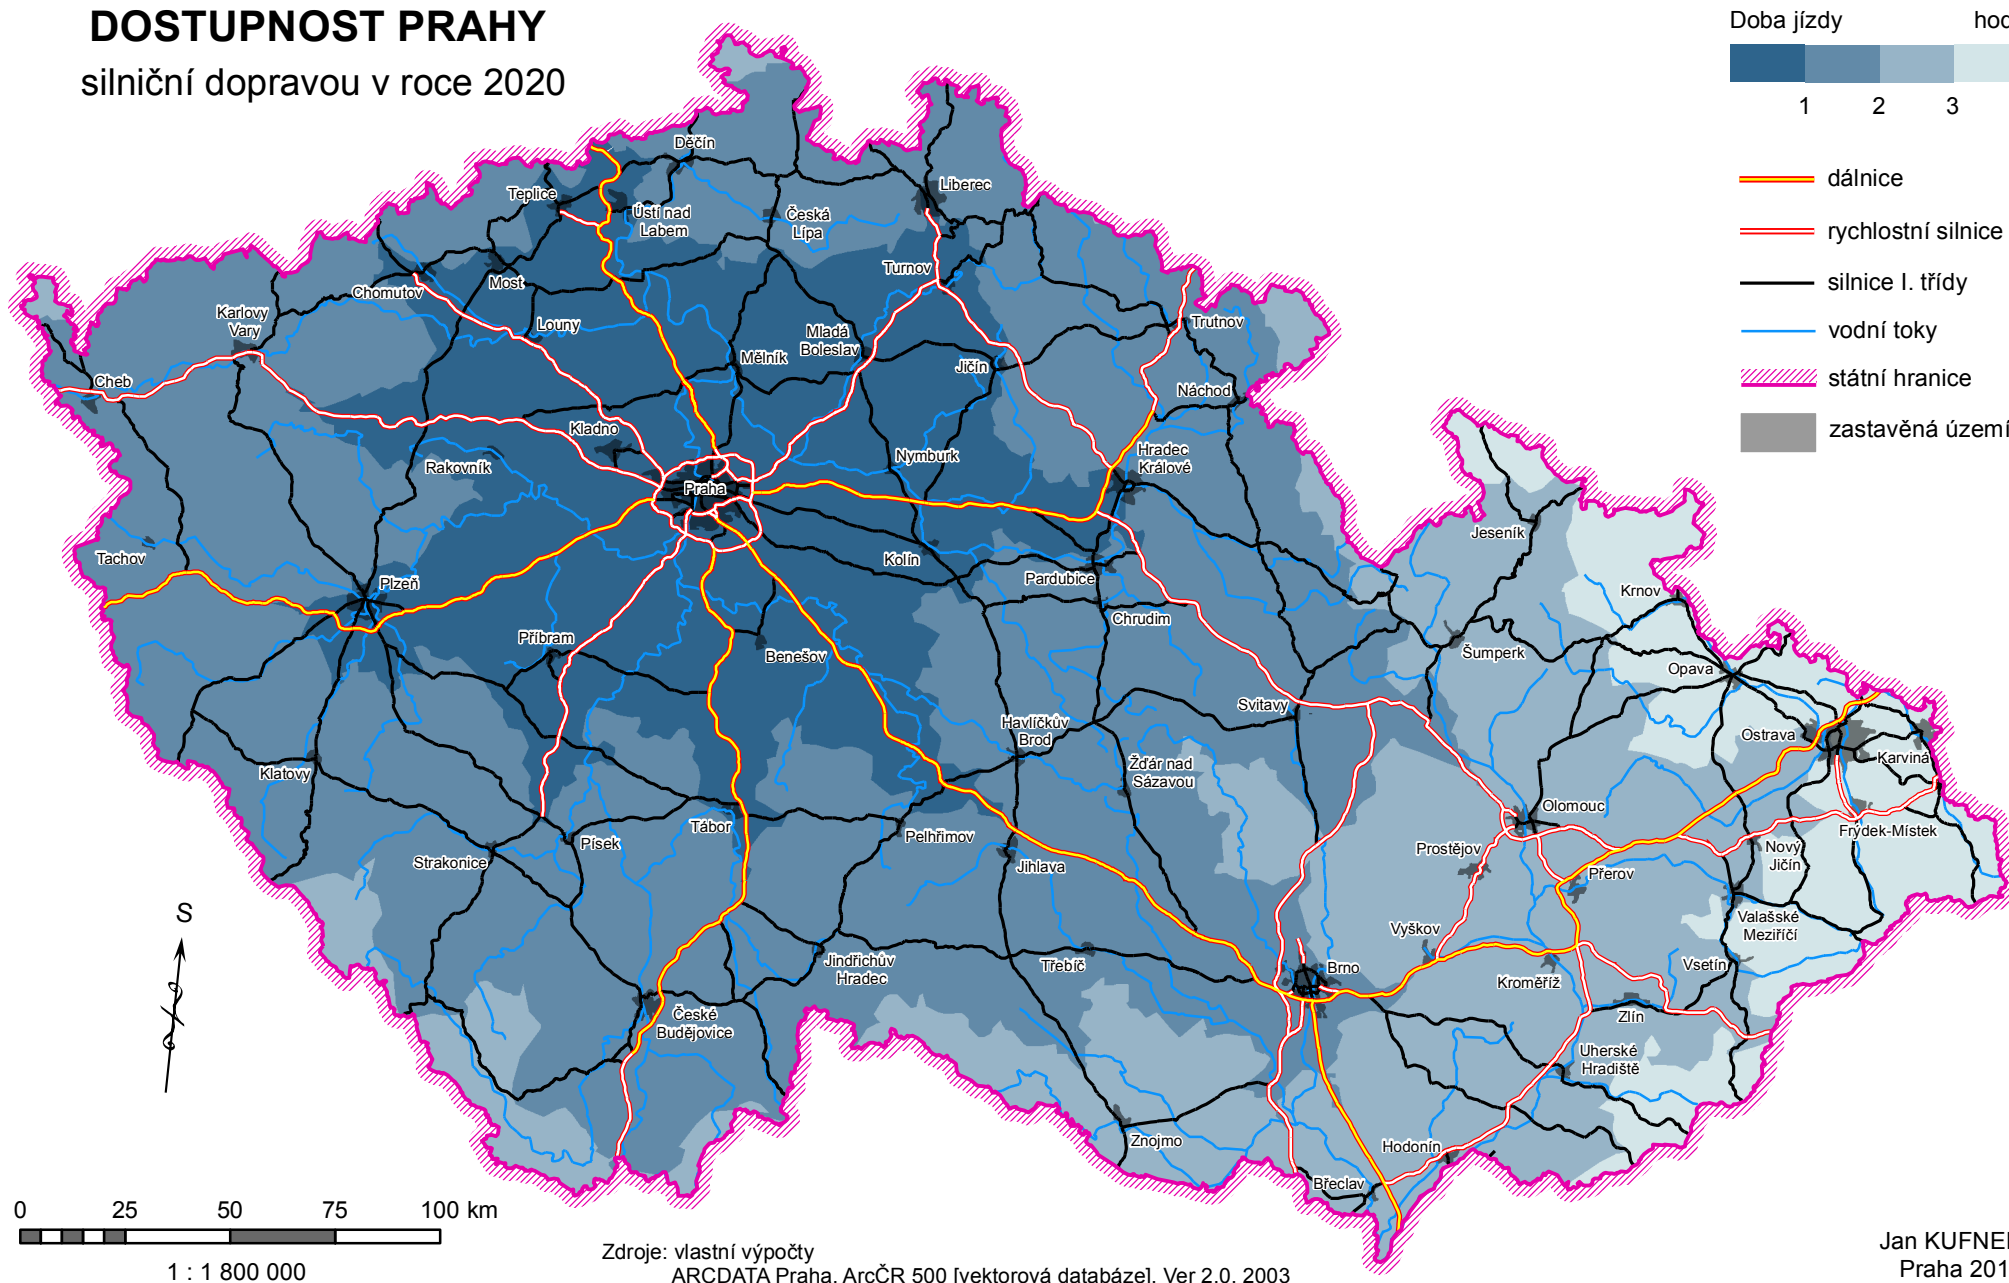 DOSTUPNOST PRAHY
silniční dopravou v roce 2020
Doba jízdy hod
1 2 3
dálnice
rychlostní silnice
silnice I. třídy
vodní toky
státní hranice
zastavěná území
Děčín
Teplice
Liberec
Ústí nad
Labem
Česká
Lípa
Turnov
Most
Chomutov
Karlovy
Vary
Louny
Mladá
Boleslav
Trutnov
Mělník
Jičín
Cheb
Náchod
Kladno
Hradec
Králové
Nymburk
Rakovník
Praha
Jeseník
Tachov
Kolín
Pardubice
Plzeň
Krnov
Chrudim
Příbram
Benešov
Šumperk
Opava
Svitavy
Havlíčkův
Brod
Ostrava
Karviná
Klatovy
Žďár nad
Sázavou
Olomouc
Tábor
Písek
Pelhřimov
Frýdek-Místek
Strakonice
Jihlava
Prostějov
Nový
Jičín
Přerov
S
Valašské
Meziříčí
Vyškov
Jindřichův
Hradec
Třebíč
Brno
Vsetín
Kroměříž
České
Budějovice
Zlín
Uherské
Hradiště
Znojmo
Hodonín
Břeclav
0 25 50 75 100 km
1 : 1 800 000
Zdroje: vlastní výpočty
ARCDATA Praha, ArcČR 500 [vektorová databáze]. Ver 2.0. 2003
Jan KUFNE
Praha 201